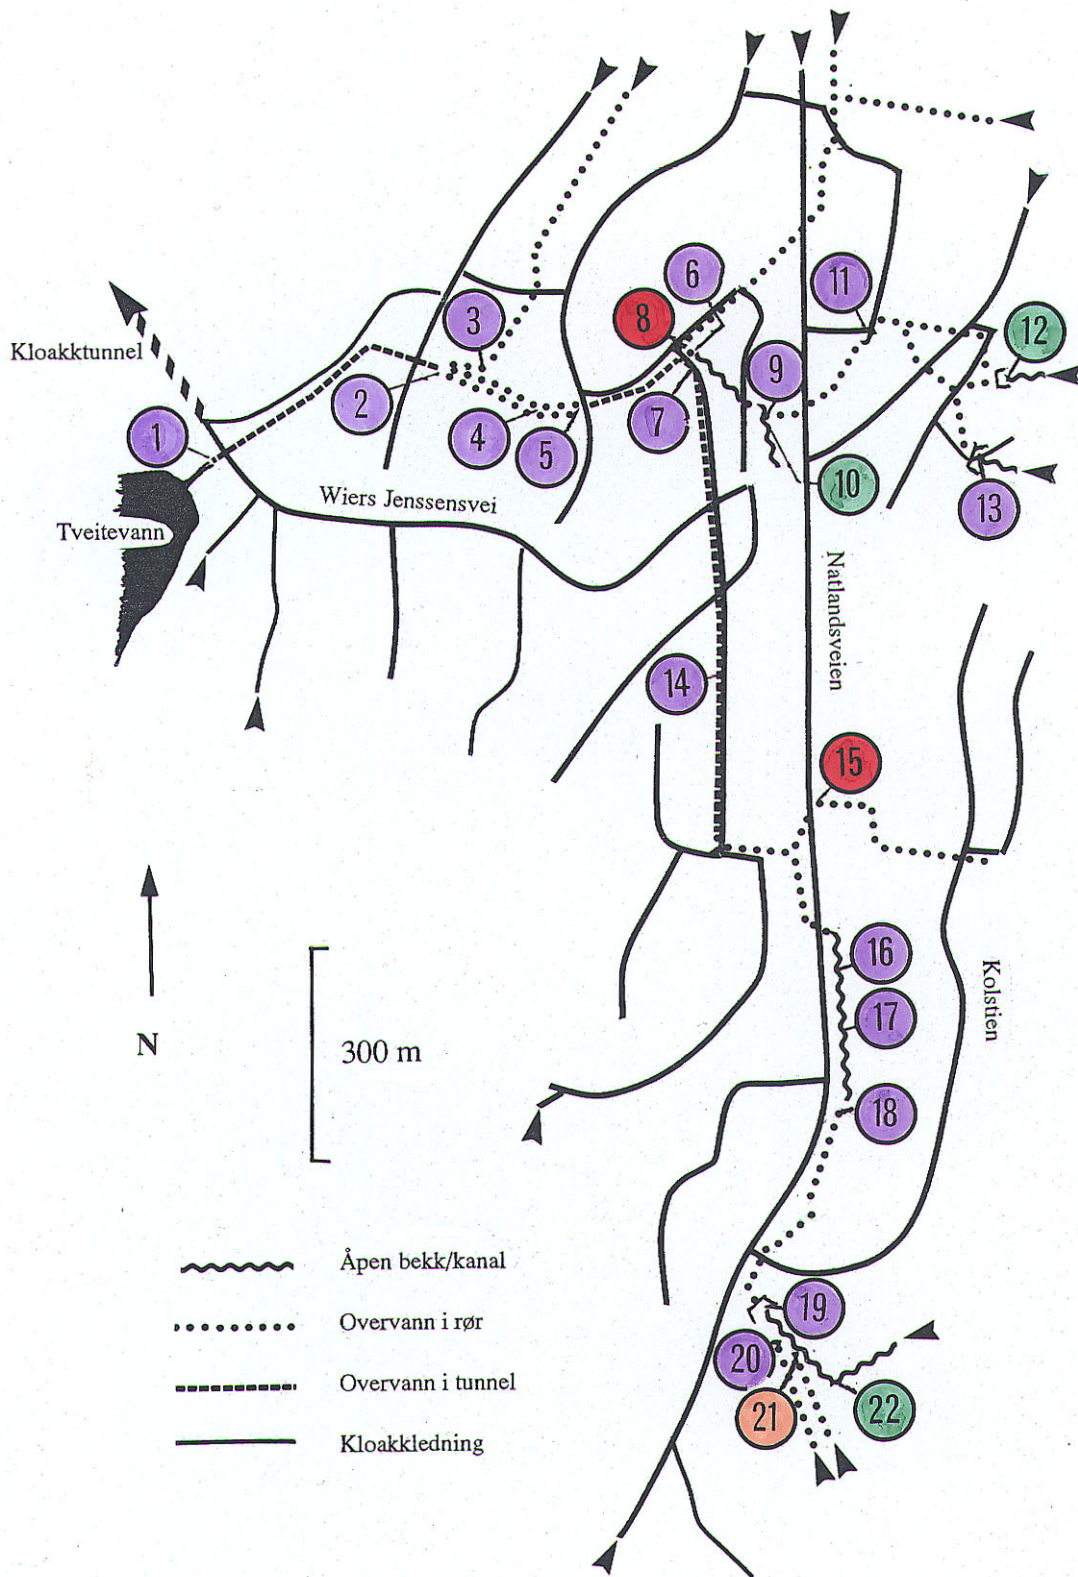 6
11
3
8
12
Kloakktunnel
9
2
7
1
4
5
10
13
Wiers Jenssensvei
Tveitevann
Natlandsveien
14
15
16
Kolstien
17
N
300 m
18
Åpen bekk/kanal
19
Overvann i rør
20
Overvann i tunnel
21
22
Kloakkledning